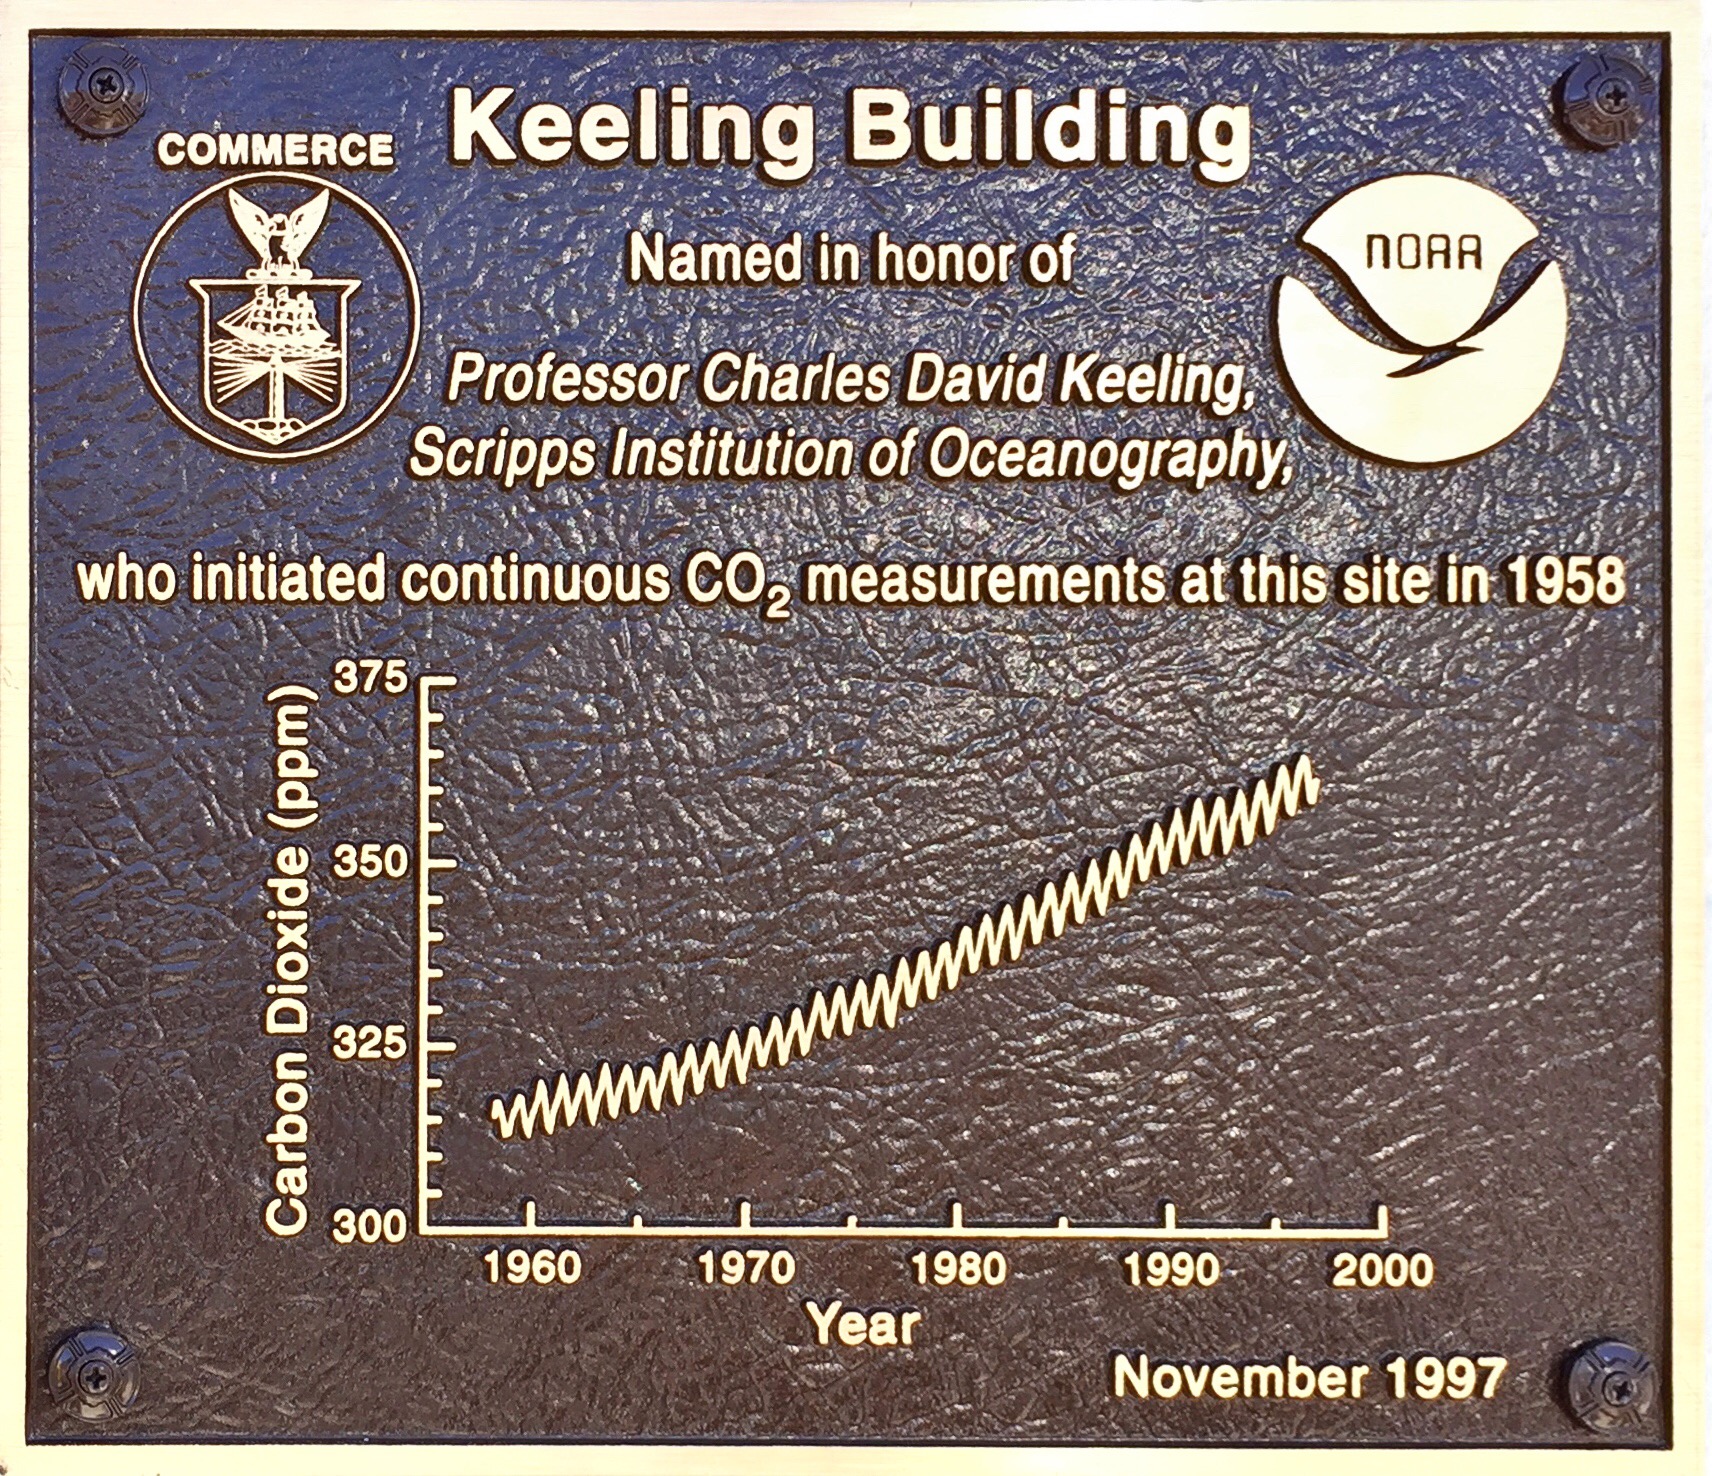 Keeling Building
COMMERCE
NOAA
Named in honor of
Professor Charles David Keeling,
Scripps Institution of Oceanography,
who initiated continuous CO₂ measurements at this site in 1958
Carbon Dioxide (ppm)
375
350
325
300
1960 1970 1980 1990 2000
Year
November 1997